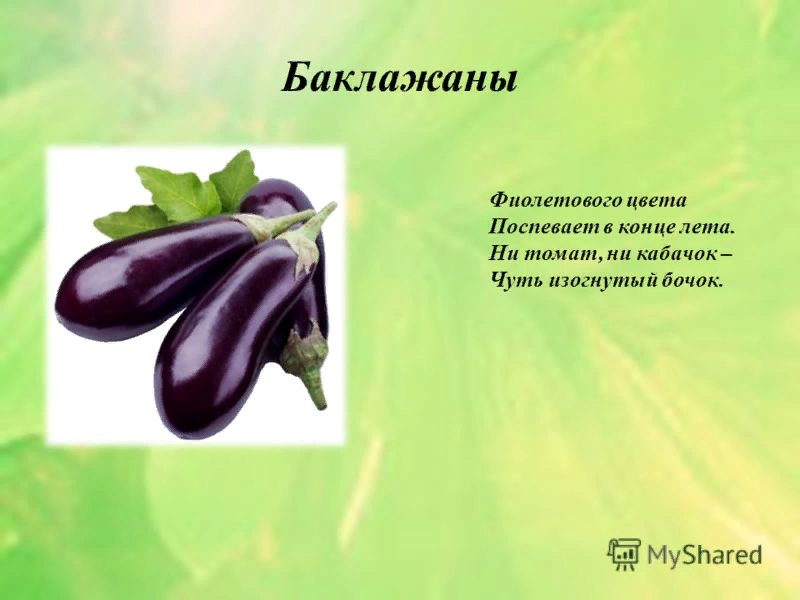 Баклажаны
Фиолетового цвета
Поспевает в конце лета.
Ни томат, ни кабачок –
Чуть изогнутый бочок.
MyShared